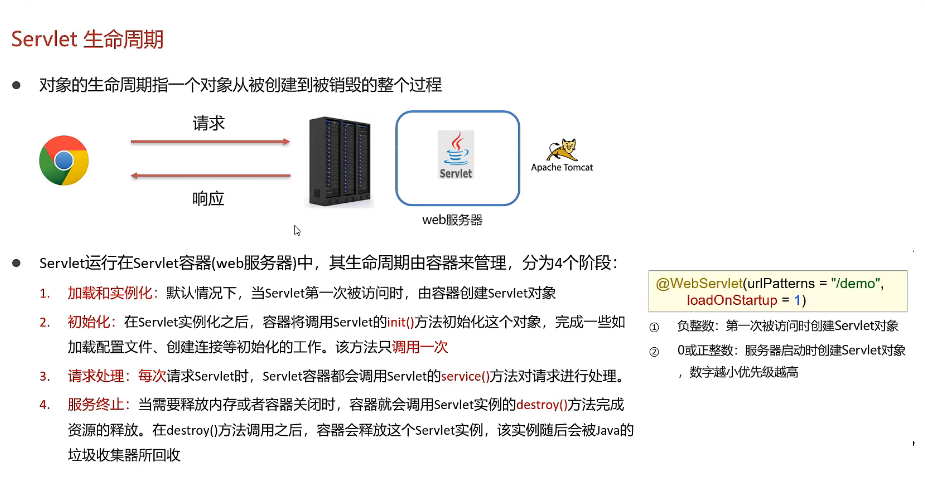 Servlet 生命周期
● 对象的生命周期指一个对象从被创建到被销毁的整个过程
请求
响应
Servlet
web服务器
Apache Tomcat
● Servlet运行在Servlet容器(web服务器)中，其生命周期由容器来管理，分为4个阶段：
1. 加载和实例化：默认情况下，当Servlet第一次被访问时，由容器创建Servlet对象
2. 初始化：在Servlet实例化之后，容器将调用Servlet的init()方法初始化这个对象，完成一些如
加载配置文件、创建连接等初始化的工作。该方法只调用一次
3. 请求处理：每次请求Servlet时，Servlet容器都会调用Servlet的service()方法对请求进行处理。
4. 服务终止：当需要释放内存或者容器关闭时，容器就会调用Servlet实例的destroy()方法完成
资源的释放。在destroy()方法调用之后，容器会释放这个Servlet实例，该实例随后会被Java的
垃圾收集器所回收
@WebServlet(urlPatterns = "/demo",
loadOnStartup = 1)
① 负整数：第一次被访问时创建Servlet对象
② 0或正整数：服务器启动时创建Servlet对象
，数字越小优先级越高